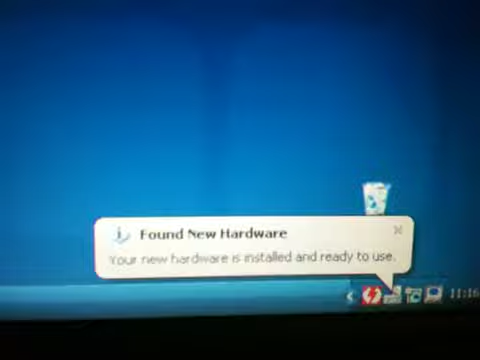 Found New Hardware
Your new hardware is installed and ready to use.
11:16